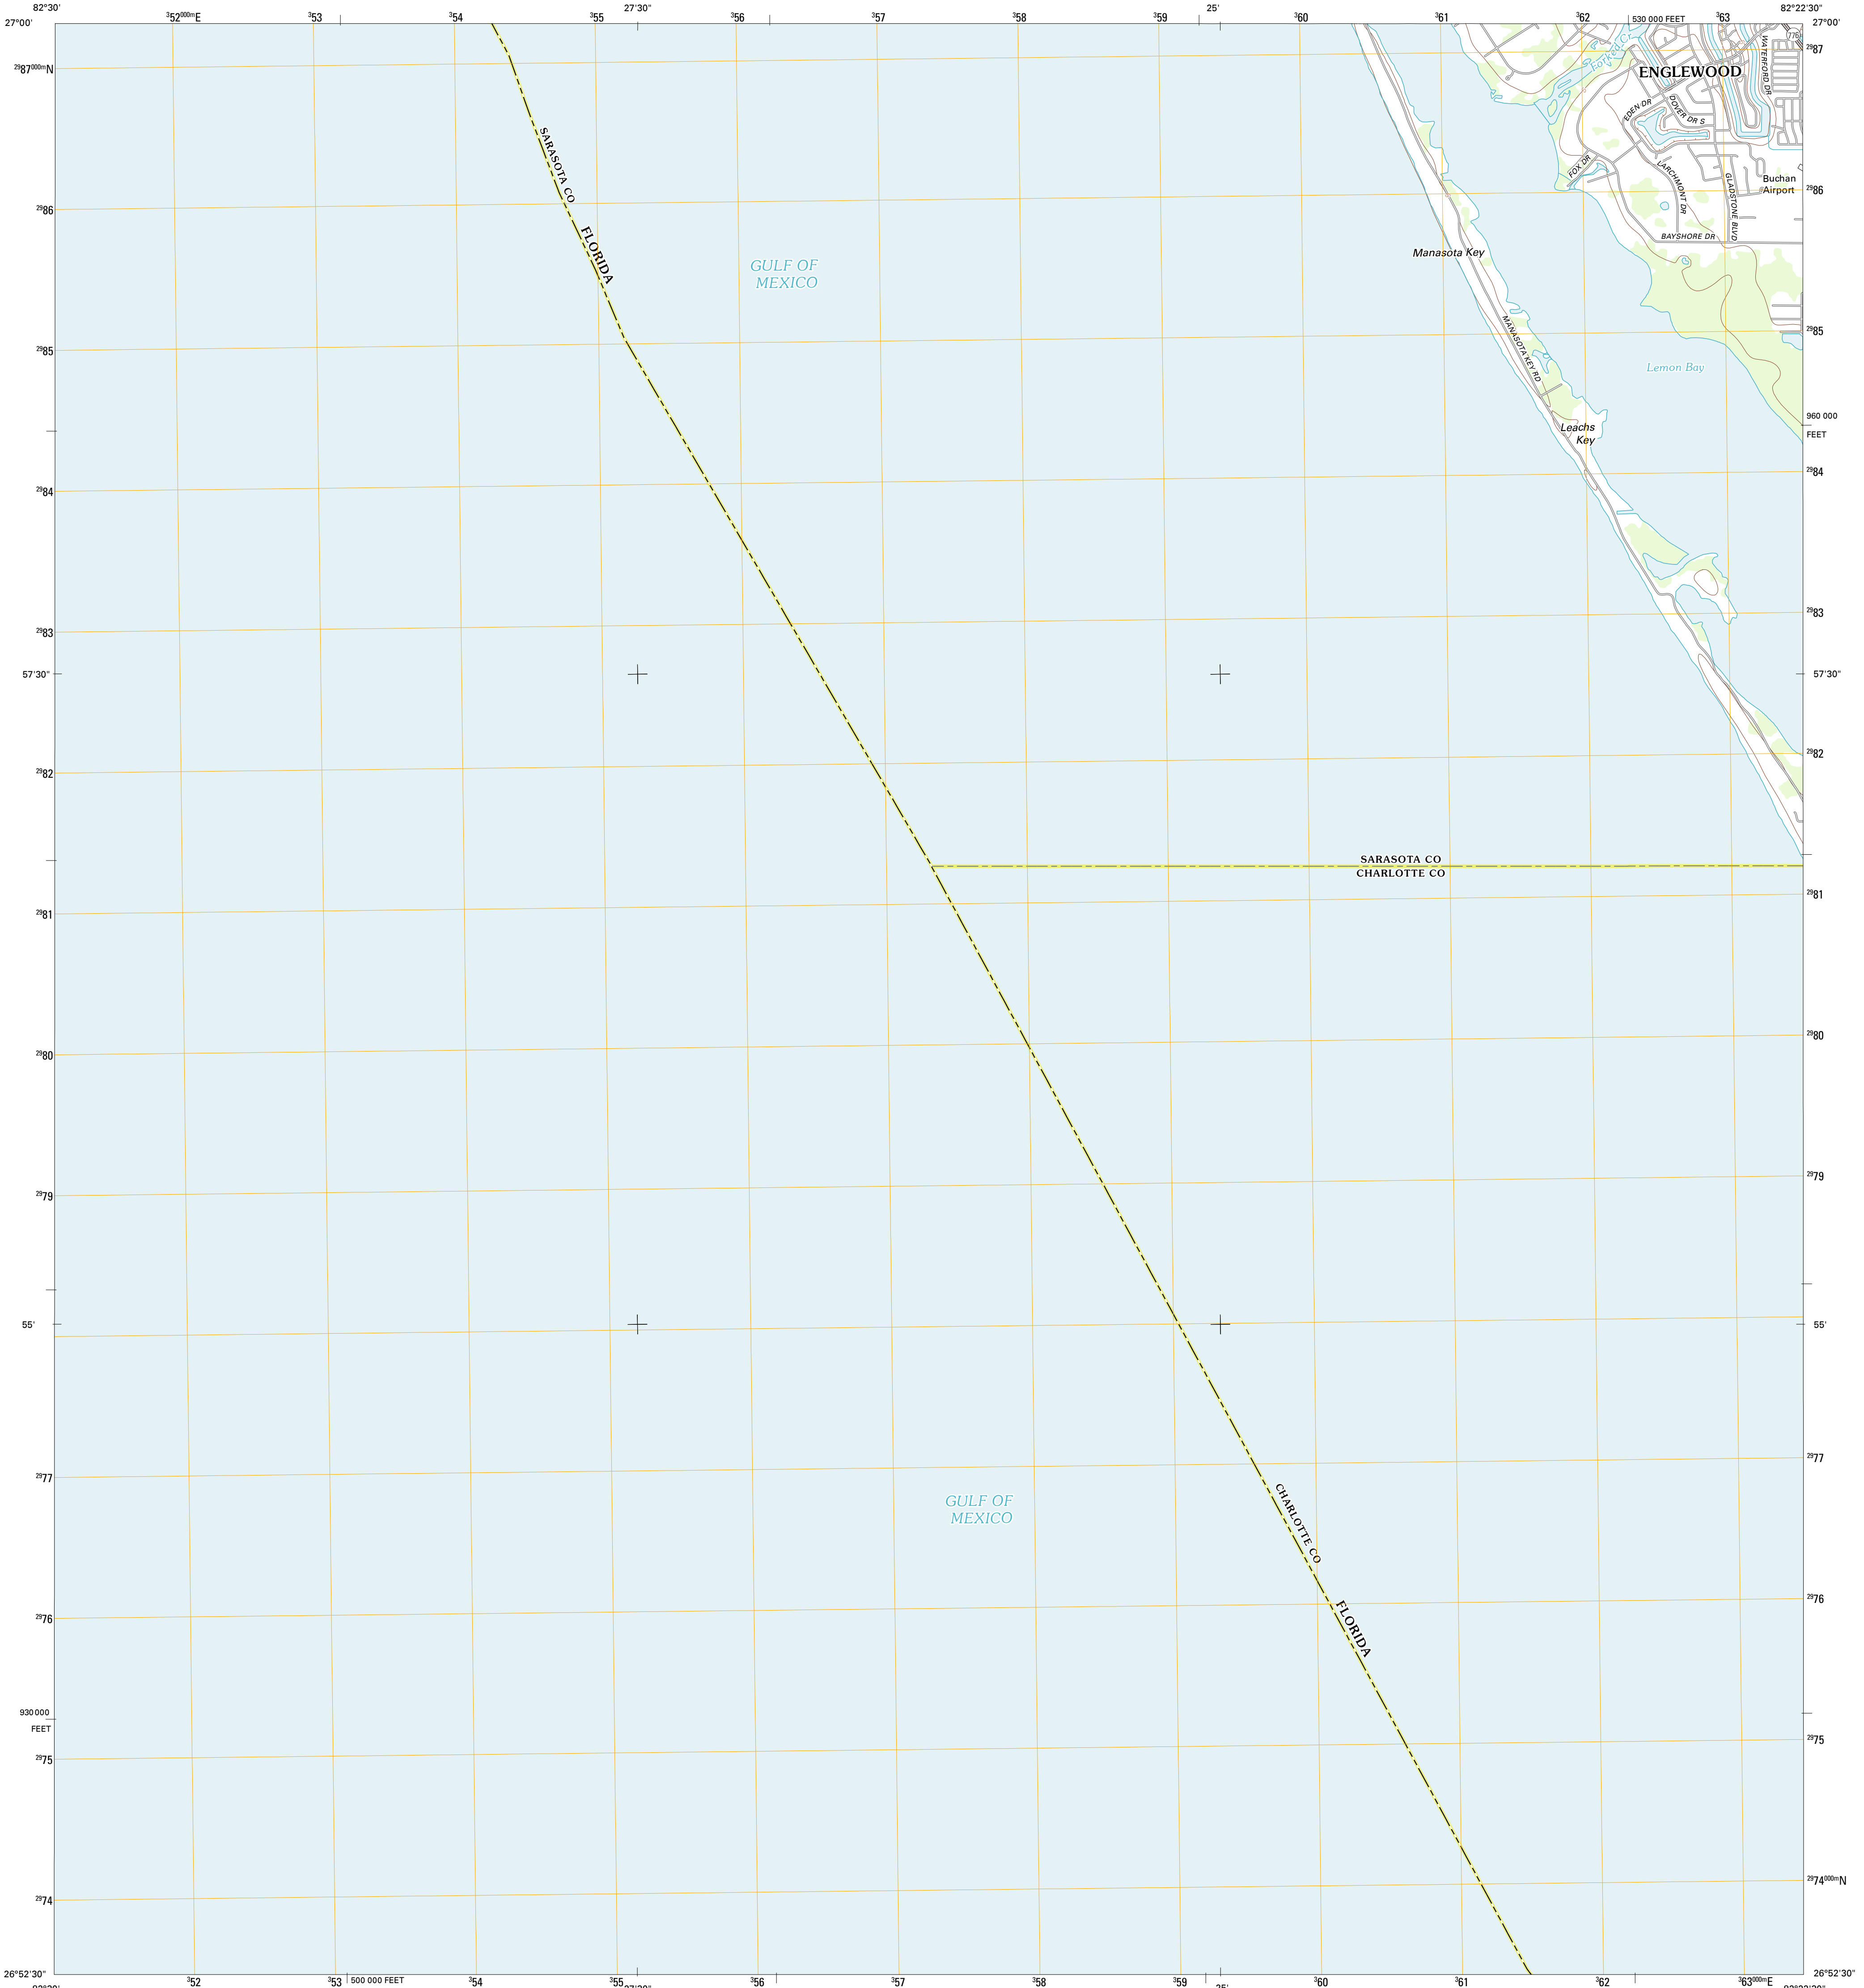 82°30'
³52⁰⁰⁰ᵐE
³53
³54
³55
27'30"
³56
³57
³58
³59
25'
³60
³61
³62
530 000 FEET
³63
82°22'30"
27°00'
27°00'
²⁹87⁰⁰⁰ᵐN
²⁹86
²⁹85
²⁹84
²⁹83
57'30"
²⁹82
²⁹81
²⁹80
²⁹79
55'
²⁹77
²⁹76
930 000
FEET
²⁹75
²⁹74
26°52'30"
SARASOTA CO
FLORIDA
GULF OF
MEXICO
Forked Cr
ENGLEWOOD
WATERFORD DR
776
EDEN DR
DOVER DR S
FOX DR
LARCHMONT DR
GLADSTONE BLVD
Buchan
Airport
BAYSHORE DR
Manasota Key
MANASOTA KEY RD
Lemon Bay
Leachs
Key
SARASOTA CO
CHARLOTTE CO
GULF OF
MEXICO
CHARLOTTE CO
FLORIDA
²⁹87
²⁹86
²⁹85
960 000
FEET
²⁹84
²⁹83
57'30"
²⁹82
²⁹81
²⁹80
²⁹79
55'
²⁹77
²⁹76
²⁹75
²⁹74⁰⁰⁰ᵐN
26°52'30"
³52
³53
500 000 FEET
³54
³55
³56
³57
³58
³59
³60
³61
³62
³63⁰⁰⁰ᵐE